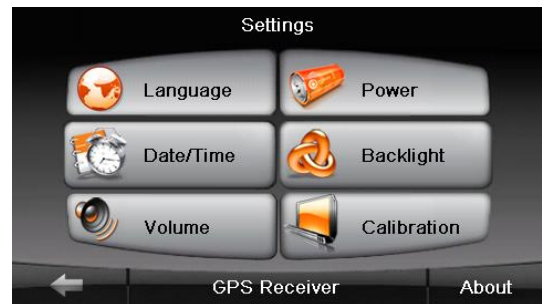 Settings
Language
Power
Date/Time
Backlight
Volume
Calibration
GPS Receiver
About